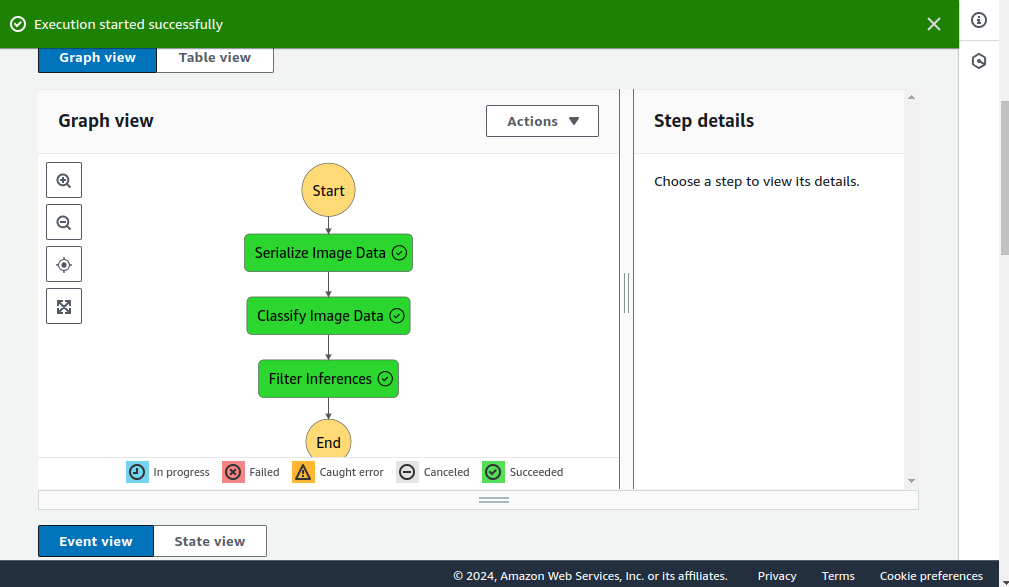 Execution started successfully
Graph view
Table view
Graph view
Actions
Step details
Choose a step to view its details.
Start
Serialize Image Data
Classify Image Data
Filter Inferences
End
In progress
Failed
Caught error
Canceled
Succeeded
Event view
State view
© 2024, Amazon Web Services, Inc. or its affiliates.
Privacy
Terms
Cookie preferences